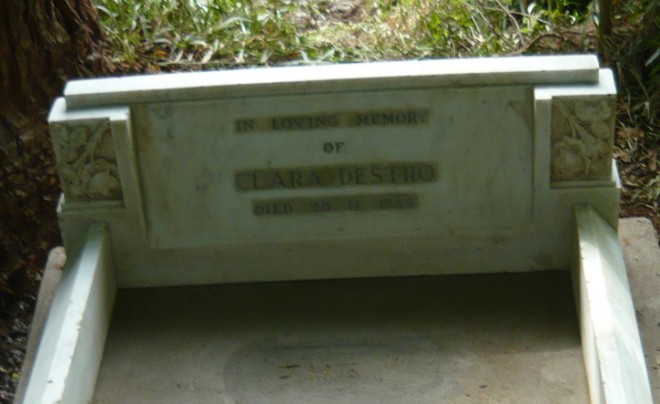 IN LOVING MEMORY
OF
CLARA DESTRO
DIED 28. 11.